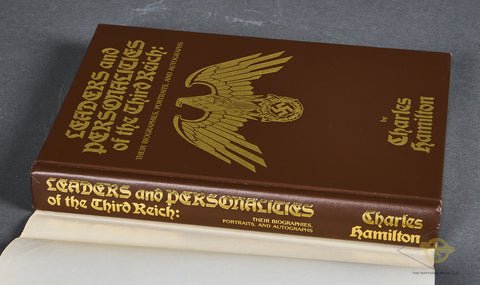 LEADERS and
PERSONALITIES
of the Third Reich:
THEIR BIOGRAPHIES, PORTRAITS, AND AUTOGRAPHS
by
Charles
Hamilton
LEADERS and PERSONALITIES
of the Third Reich:
THEIR BIOGRAPHIES,
PORTRAITS, AND AUTOGRAPHS
Charles
Hamilton